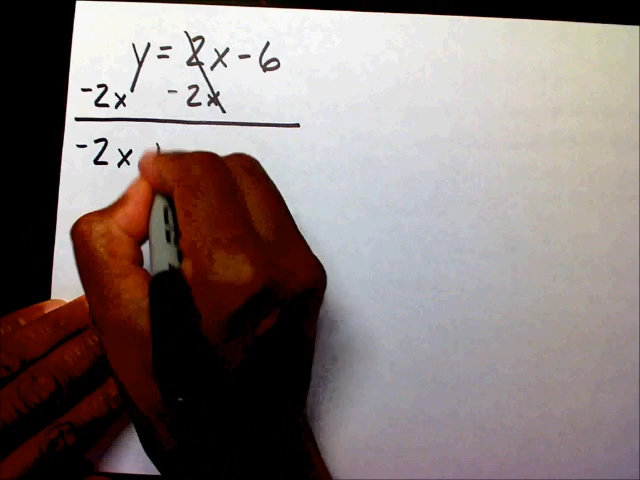 y = 2x - 6
-2x -2x
-2x